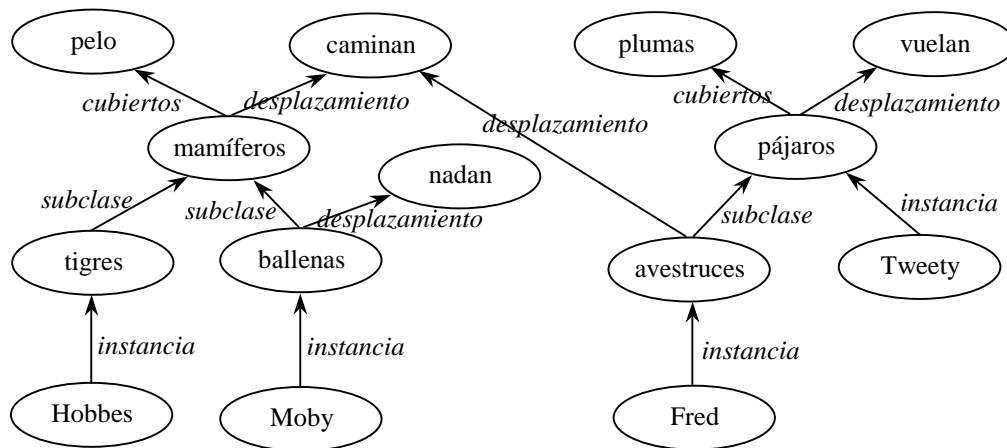 pelo
caminan
plumas
vuelan
cubiertos
desplazamiento
cubiertos
desplazamiento
desplazamiento
mamíferos
pájaros
nadan
subclase
subclase
desplazamiento
subclase
instancia
tigres
ballenas
avestruces
Tweety
instancia
instancia
instancia
Hobbes
Moby
Fred